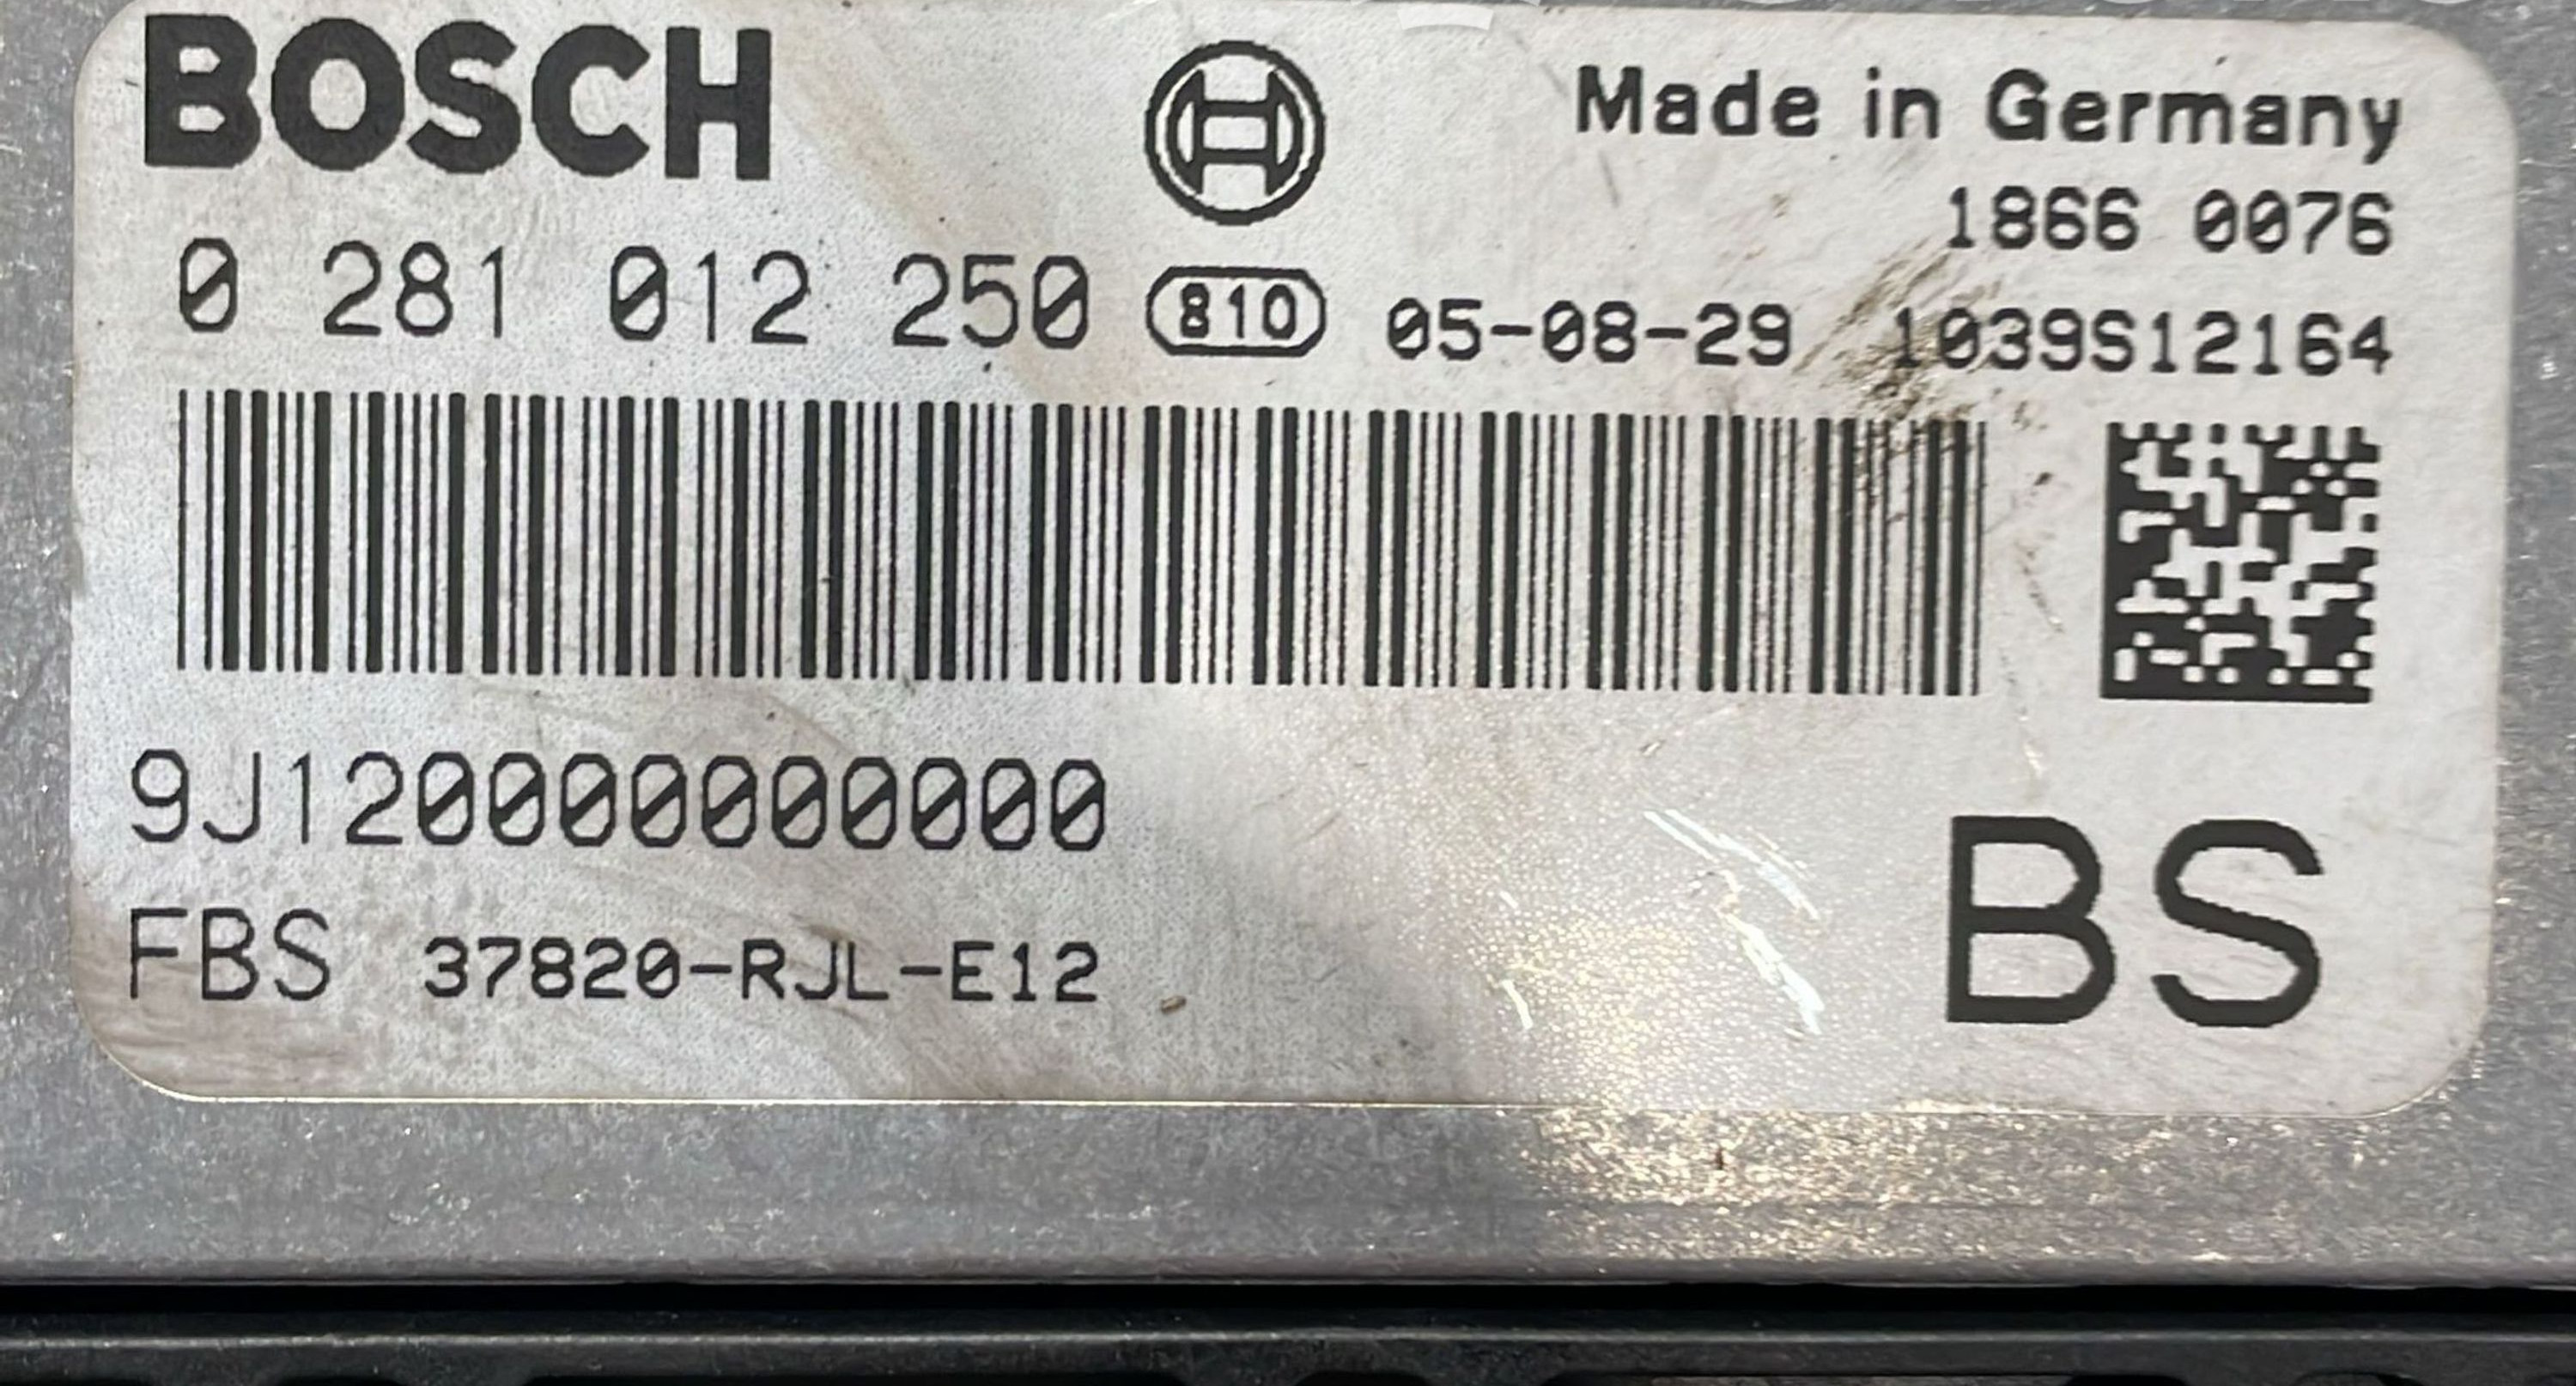 BOSCH
Made in Germany
1866 0076
0 281 012 250 810 05-08-29 1039S12164
9J120000000000
FBS 37820-RJL-E12
BS